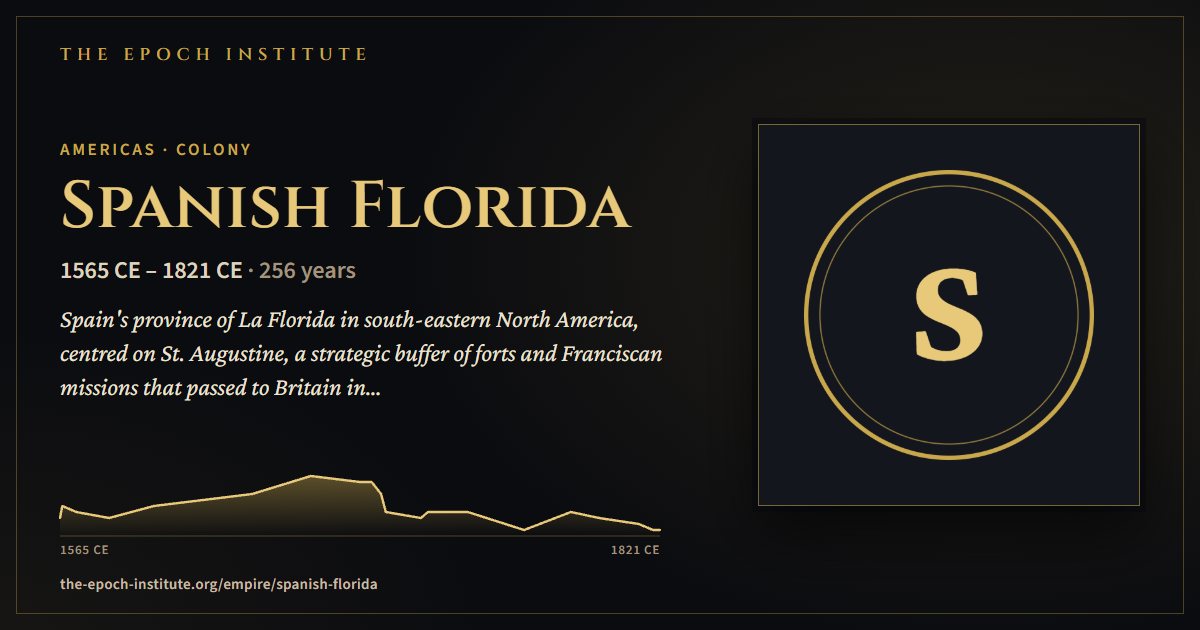 THE EPOCH INSTITUTE
AMERICAS · COLONY
SPANISH FLORIDA
1565 CE – 1821 CE · 256 years
Spain's province of La Florida in south-eastern North America,
centred on St. Augustine, a strategic buffer of forts and Franciscan
missions that passed to Britain in...
S
1565 CE
1821 CE
the-epoch-institute.org/empire/spanish-florida